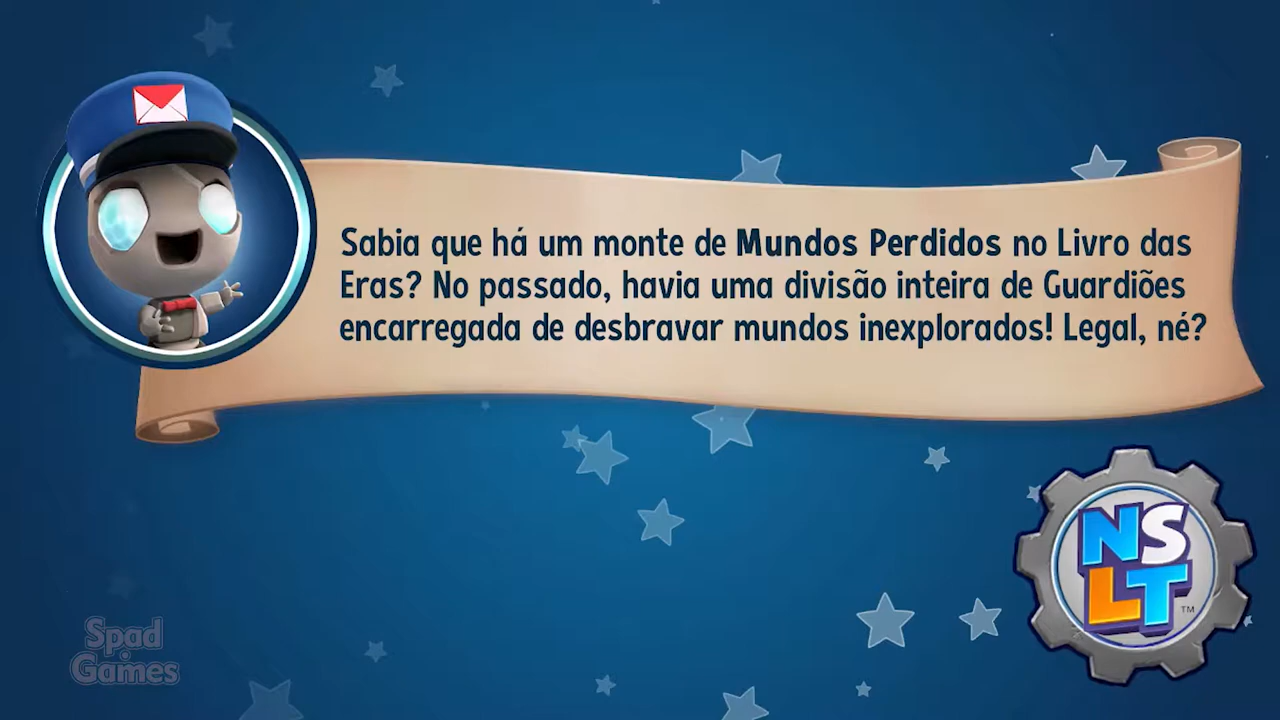 Sabia que há um monte de Mundos Perdidos no Livro das
Eras? No passado, havia uma divisão inteira de Guardiões
encarregada de desbravar mundos inexplorados! Legal, né?
NS
LT
TM
Spad
Games